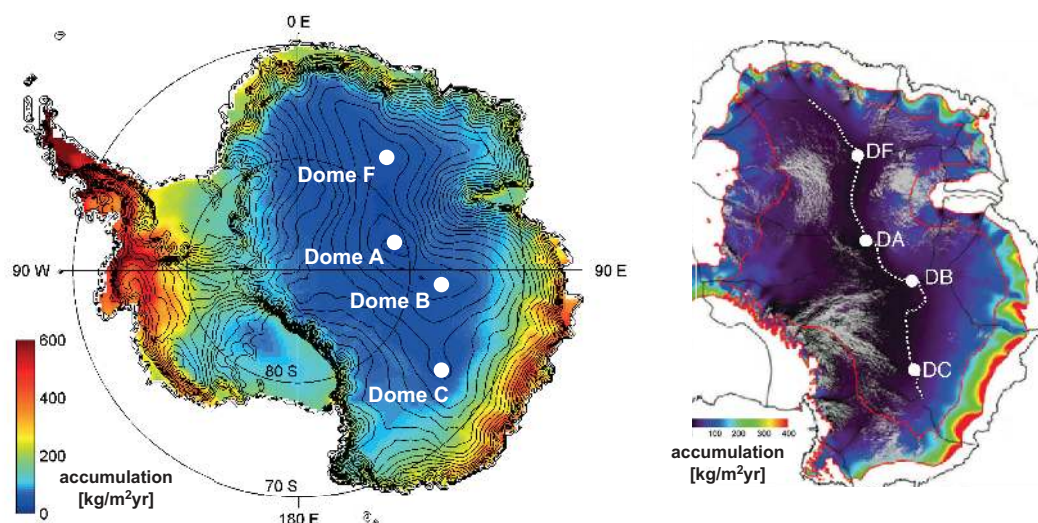 0 E
Dome F
Dome A
90 W
90 E
Dome B
Dome C
80 S
70 S
180 E
600
400
200
0
accumulation
[kg/m²yr]
DF
DA
DB
DC
100 200 300 400
accumulation
[kg/m²yr]